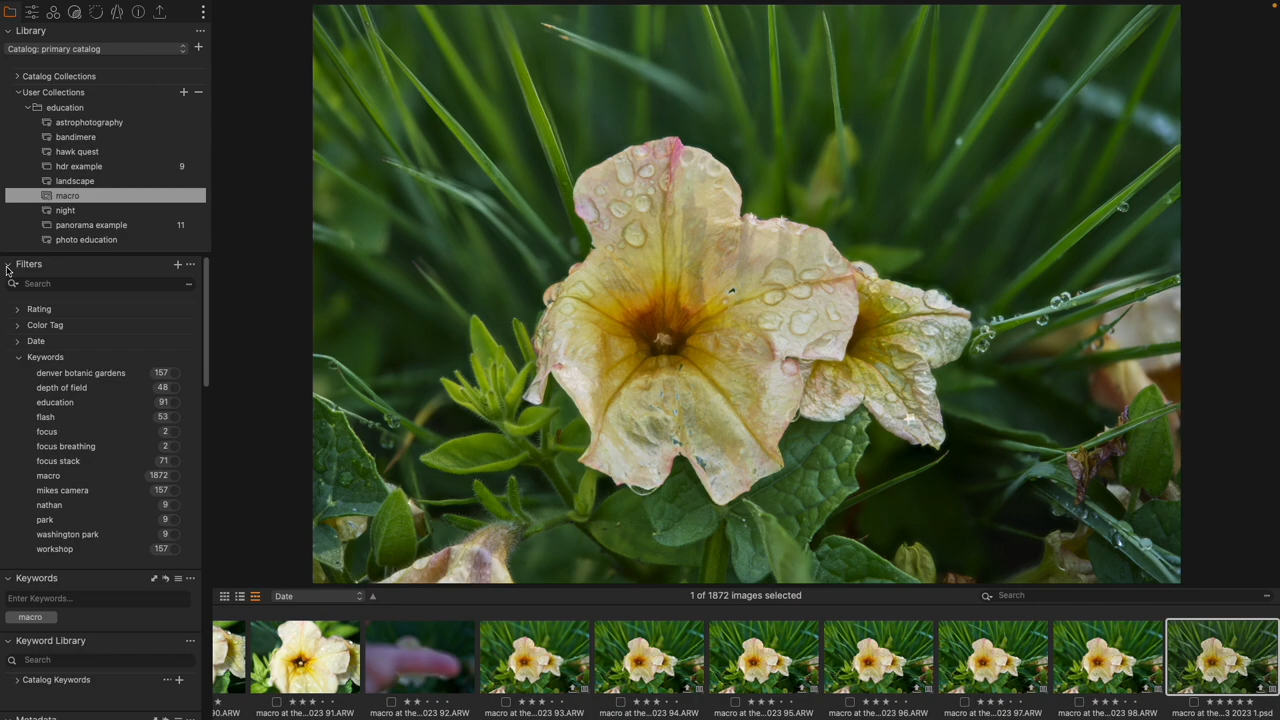 Library
Catalog: primary catalog
Catalog Collections
User Collections
education
astrophotography
bandimere
hawk quest
hdr example 9
landscape
macro
night
panorama example 11
photo education
Filters
Search
Rating
Color Tag
Date
Keywords
denver botanic gardens 157
depth of field 48
education 91
flash 53
focus 2
focus breathing 2
focus stack 71
macro 1872
mikes camera 157
nathan 9
park 9
washington park 9
workshop 157
Keywords
Enter Keywords...
macro
Keyword Library
Search
Catalog Keywords
Metadata
Date
1 of 1872 images selected
Search
90.ARW
macro at the...023 91.ARW
macro at the...023 92.ARW
macro at the...023 93.ARW
macro at the...023 94.ARW
macro at the...023 95.ARW
macro at the...023 96.ARW
macro at the...023 97.ARW
macro at the...023 98.ARW
macro at the...3 2023 1.psd